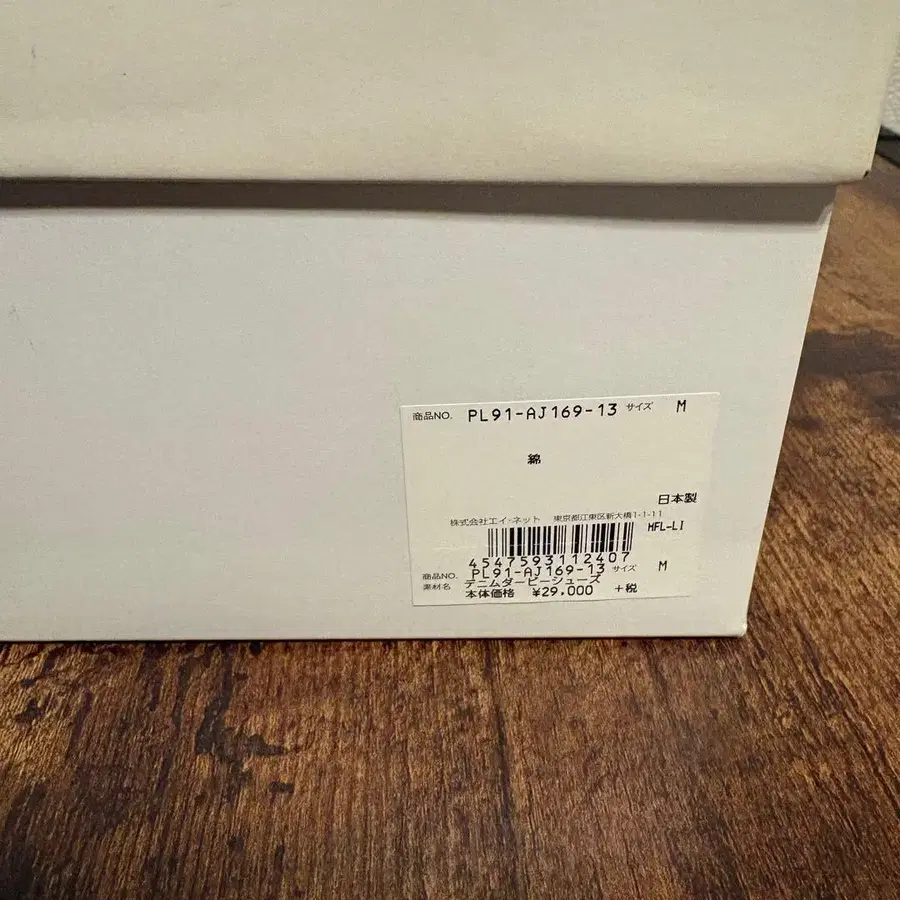 商品NO. PL91-AJ169-13 サイズ M
綿
日本製
株式会社エイ・ネット 東京都江東区新大橋1-1-11
HFL-LI
4547593112407
商品NO. PL91-AJ169-13 サイズ M
素材名 デニムダービーシューズ
本体価格 ¥29,000 +税